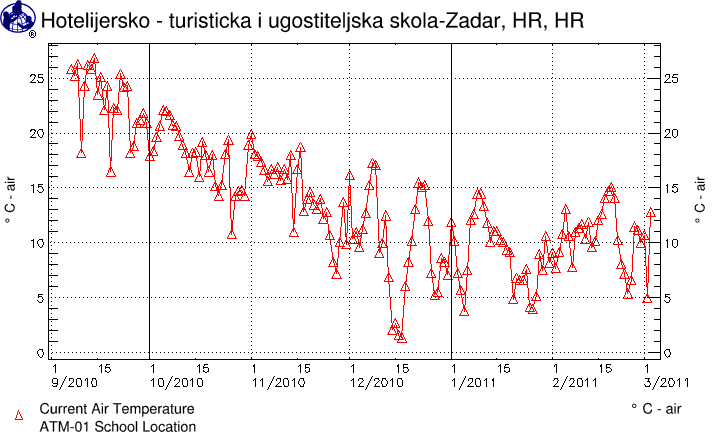 Hotelijersko - turisticka i ugostiteljska skola-Zadar, HR, HR
®
25 25
20 20
15 15
10 10
5 5
0 0
° C - air
° C - air
1 15 1 15 1 15 1 15 1 15 1 15 1
9/2010 10/2010 11/2010 12/2010 1/2011 2/2011 3/2011
Current Air Temperature ° C - air
ATM-01 School Location